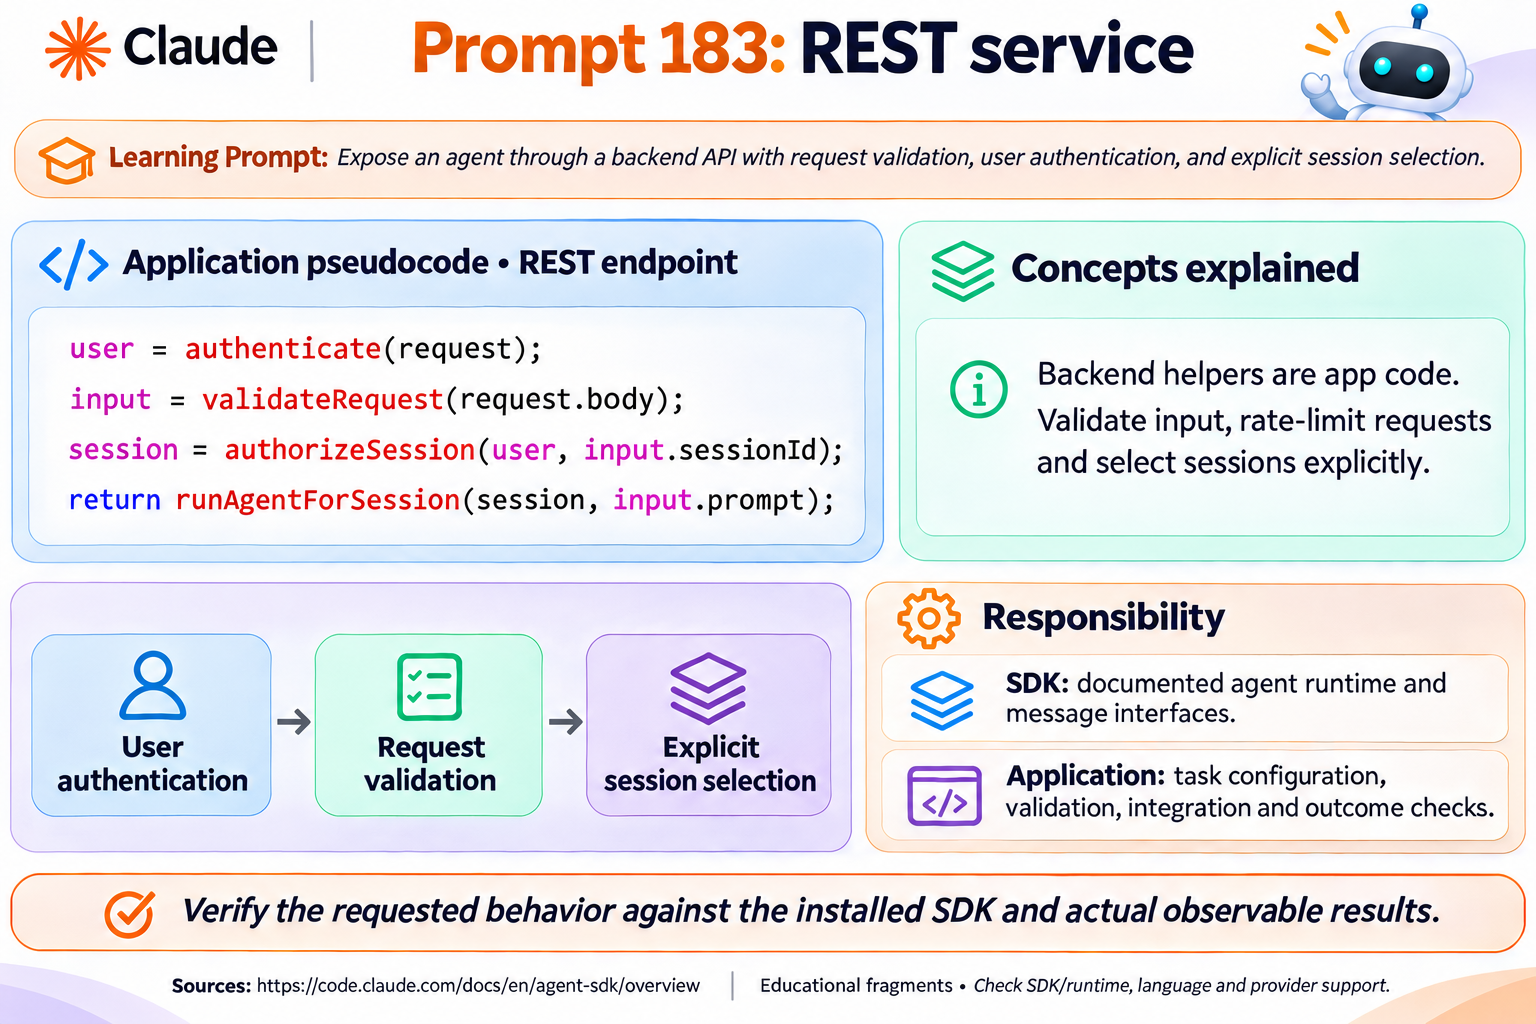 Claude
Prompt 183: REST service
Learning Prompt: Expose an agent through a backend API with request validation, user authentication, and explicit session selection.
</> Application pseudocode • REST endpoint
user = authenticate(request);
input = validateRequest(request.body);
session = authorizeSession(user, input.sessionId);
return runAgentForSession(session, input.prompt);
Concepts explained
Backend helpers are app code.
Validate input, rate-limit requests
and select sessions explicitly.
User
authentication
Request
validation
Explicit
session selection
Responsibility
SDK: documented agent runtime and
message interfaces.
Application: task configuration,
validation, integration and outcome checks.
Verify the requested behavior against the installed SDK and actual observable results.
Sources: https://code.claude.com/docs/en/agent-sdk/overview
Educational fragments • Check SDK/runtime, language and provider support.